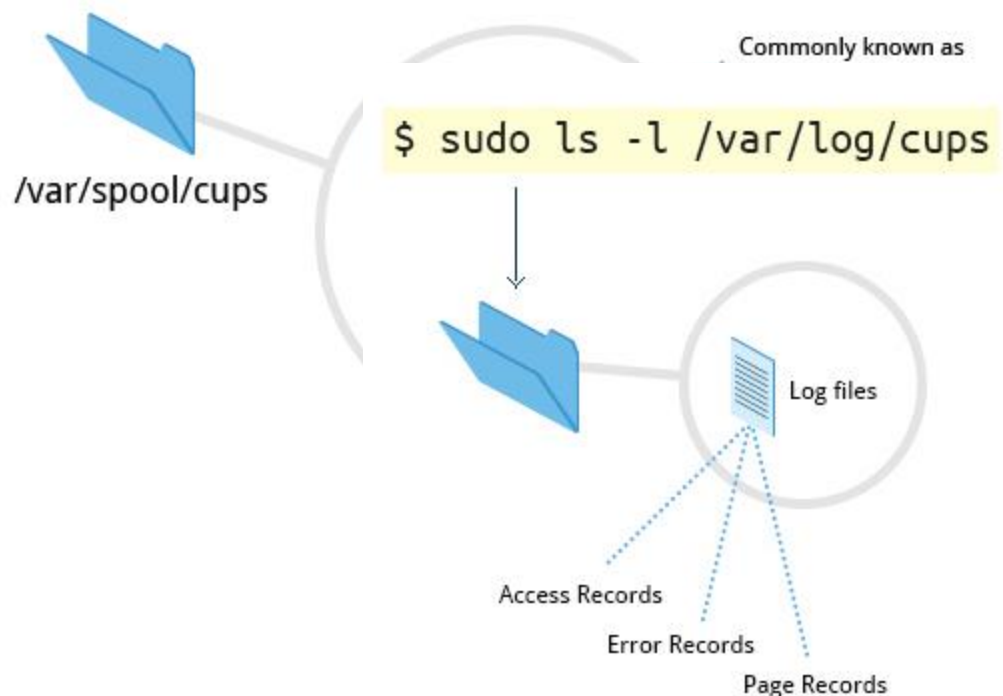 Commonly known as
$ sudo ls -l /var/log/cups
/var/spool/cups
Log files
Access Records
Error Records
Page Records